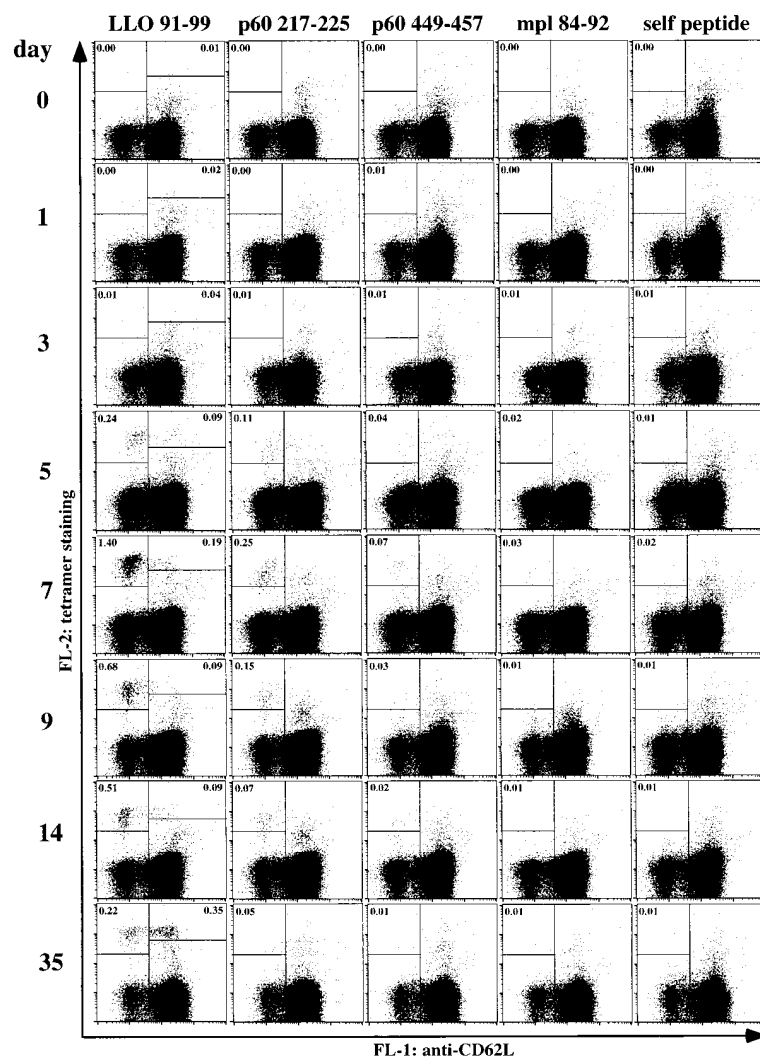 LLO 91-99 p60 217-225 p60 449-457 mpl 84-92 self peptide
day
0.00 0.01 0.00 0.00 0.00 0.00
0
0.00 0.02 0.00 0.01 0.00 0.00
1
0.01 0.04 0.01 0.01 0.01 0.01
3
0.24 0.09 0.11 0.04 0.02 0.01
5
1.40 0.19 0.25 0.07 0.03 0.02
7
0.68 0.09 0.15 0.03 0.01 0.01
9
0.51 0.09 0.07 0.02 0.01 0.01
14
0.22 0.35 0.05 0.01 0.01 0.01
35
FL-2: tetramer staining
FL-1: anti-CD62L